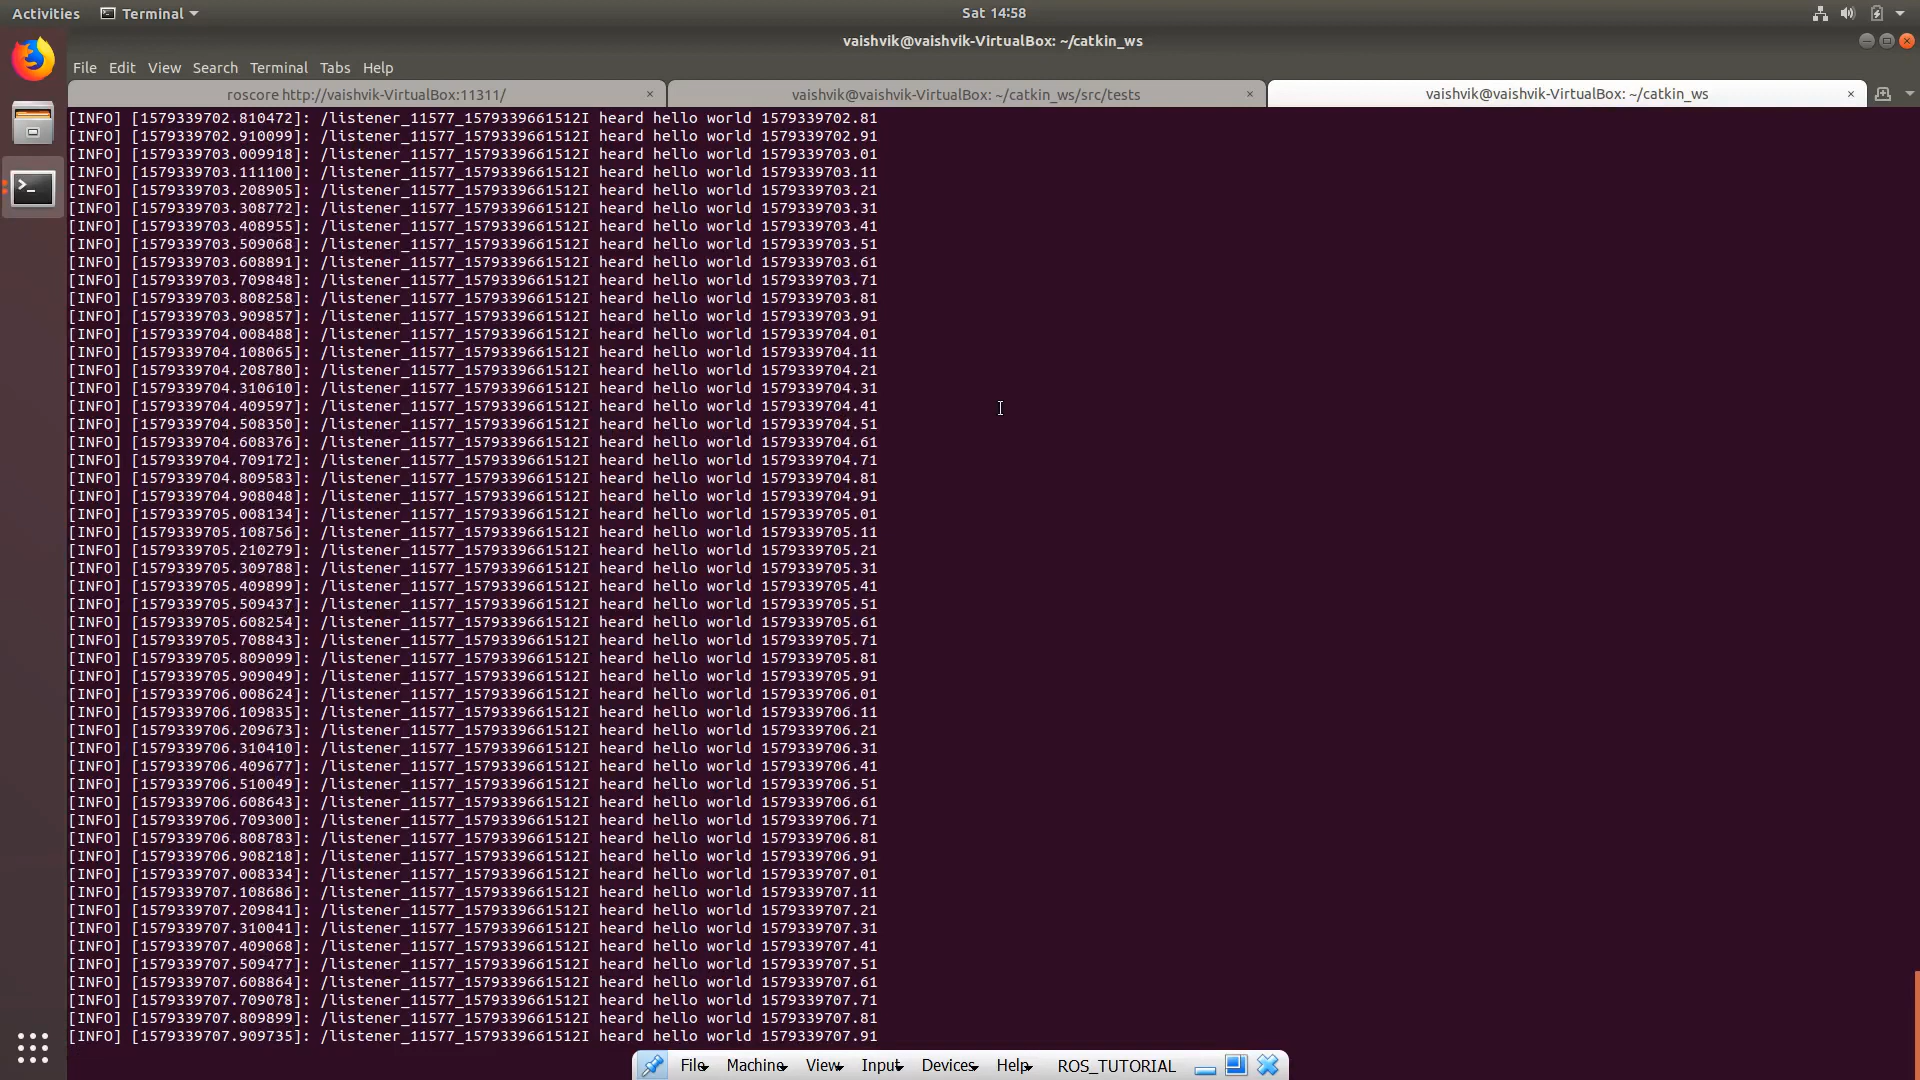 Activities Terminal Sat 14:58
vaishvik@vaishvik-VirtualBox: ~/catkin_ws
File Edit View Search Terminal Tabs Help
roscore http://vaishvik-VirtualBox:11311/ × vaishvik@vaishvik-VirtualBox: ~/catkin_ws/src/tests × vaishvik@vaishvik-VirtualBox: ~/catkin_ws ×
[INFO] [1579339702.810472]: /listener_11577_1579339661512I heard hello world 1579339702.81
[INFO] [1579339702.910099]: /listener_11577_1579339661512I heard hello world 1579339702.91
[INFO] [1579339703.009918]: /listener_11577_1579339661512I heard hello world 1579339703.01
[INFO] [1579339703.111100]: /listener_11577_1579339661512I heard hello world 1579339703.11
[INFO] [1579339703.208905]: /listener_11577_1579339661512I heard hello world 1579339703.21
[INFO] [1579339703.308772]: /listener_11577_1579339661512I heard hello world 1579339703.31
[INFO] [1579339703.408955]: /listener_11577_1579339661512I heard hello world 1579339703.41
[INFO] [1579339703.509068]: /listener_11577_1579339661512I heard hello world 1579339703.51
[INFO] [1579339703.608891]: /listener_11577_1579339661512I heard hello world 1579339703.61
[INFO] [1579339703.709848]: /listener_11577_1579339661512I heard hello world 1579339703.71
[INFO] [1579339703.808258]: /listener_11577_1579339661512I heard hello world 1579339703.81
[INFO] [1579339703.909857]: /listener_11577_1579339661512I heard hello world 1579339703.91
[INFO] [1579339704.008488]: /listener_11577_1579339661512I heard hello world 1579339704.01
[INFO] [1579339704.108065]: /listener_11577_1579339661512I heard hello world 1579339704.11
[INFO] [1579339704.208780]: /listener_11577_1579339661512I heard hello world 1579339704.21
[INFO] [1579339704.310610]: /listener_11577_1579339661512I heard hello world 1579339704.31
[INFO] [1579339704.409597]: /listener_11577_1579339661512I heard hello world 1579339704.41
[INFO] [1579339704.508350]: /listener_11577_1579339661512I heard hello world 1579339704.51
[INFO] [1579339704.608376]: /listener_11577_1579339661512I heard hello world 1579339704.61
[INFO] [1579339704.709172]: /listener_11577_1579339661512I heard hello world 1579339704.71
[INFO] [1579339704.809583]: /listener_11577_1579339661512I heard hello world 1579339704.81
[INFO] [1579339704.908048]: /listener_11577_1579339661512I heard hello world 1579339704.91
[INFO] [1579339705.008134]: /listener_11577_1579339661512I heard hello world 1579339705.01
[INFO] [1579339705.108756]: /listener_11577_1579339661512I heard hello world 1579339705.11
[INFO] [1579339705.210279]: /listener_11577_1579339661512I heard hello world 1579339705.21
[INFO] [1579339705.309788]: /listener_11577_1579339661512I heard hello world 1579339705.31
[INFO] [1579339705.409899]: /listener_11577_1579339661512I heard hello world 1579339705.41
[INFO] [1579339705.509437]: /listener_11577_1579339661512I heard hello world 1579339705.51
[INFO] [1579339705.608254]: /listener_11577_1579339661512I heard hello world 1579339705.61
[INFO] [1579339705.708843]: /listener_11577_1579339661512I heard hello world 1579339705.71
[INFO] [1579339705.809099]: /listener_11577_1579339661512I heard hello world 1579339705.81
[INFO] [1579339705.909049]: /listener_11577_1579339661512I heard hello world 1579339705.91
[INFO] [1579339706.008624]: /listener_11577_1579339661512I heard hello world 1579339706.01
[INFO] [1579339706.109835]: /listener_11577_1579339661512I heard hello world 1579339706.11
[INFO] [1579339706.209673]: /listener_11577_1579339661512I heard hello world 1579339706.21
[INFO] [1579339706.310410]: /listener_11577_1579339661512I heard hello world 1579339706.31
[INFO] [1579339706.409677]: /listener_11577_1579339661512I heard hello world 1579339706.41
[INFO] [1579339706.510049]: /listener_11577_1579339661512I heard hello world 1579339706.51
[INFO] [1579339706.608643]: /listener_11577_1579339661512I heard hello world 1579339706.61
[INFO] [1579339706.709300]: /listener_11577_1579339661512I heard hello world 1579339706.71
[INFO] [1579339706.808783]: /listener_11577_1579339661512I heard hello world 1579339706.81
[INFO] [1579339706.908218]: /listener_11577_1579339661512I heard hello world 1579339706.91
[INFO] [1579339707.008334]: /listener_11577_1579339661512I heard hello world 1579339707.01
[INFO] [1579339707.108686]: /listener_11577_1579339661512I heard hello world 1579339707.11
[INFO] [1579339707.209841]: /listener_11577_1579339661512I heard hello world 1579339707.21
[INFO] [1579339707.310041]: /listener_11577_1579339661512I heard hello world 1579339707.31
[INFO] [1579339707.409068]: /listener_11577_1579339661512I heard hello world 1579339707.41
[INFO] [1579339707.509477]: /listener_11577_1579339661512I heard hello world 1579339707.51
[INFO] [1579339707.608864]: /listener_11577_1579339661512I heard hello world 1579339707.61
[INFO] [1579339707.709078]: /listener_11577_1579339661512I heard hello world 1579339707.71
[INFO] [1579339707.809899]: /listener_11577_1579339661512I heard hello world 1579339707.81
[INFO] [1579339707.909735]: /listener_11577_1579339661512I heard hello world 1579339707.91
File Machine View Input Devices Help ROS_TUTORIAL